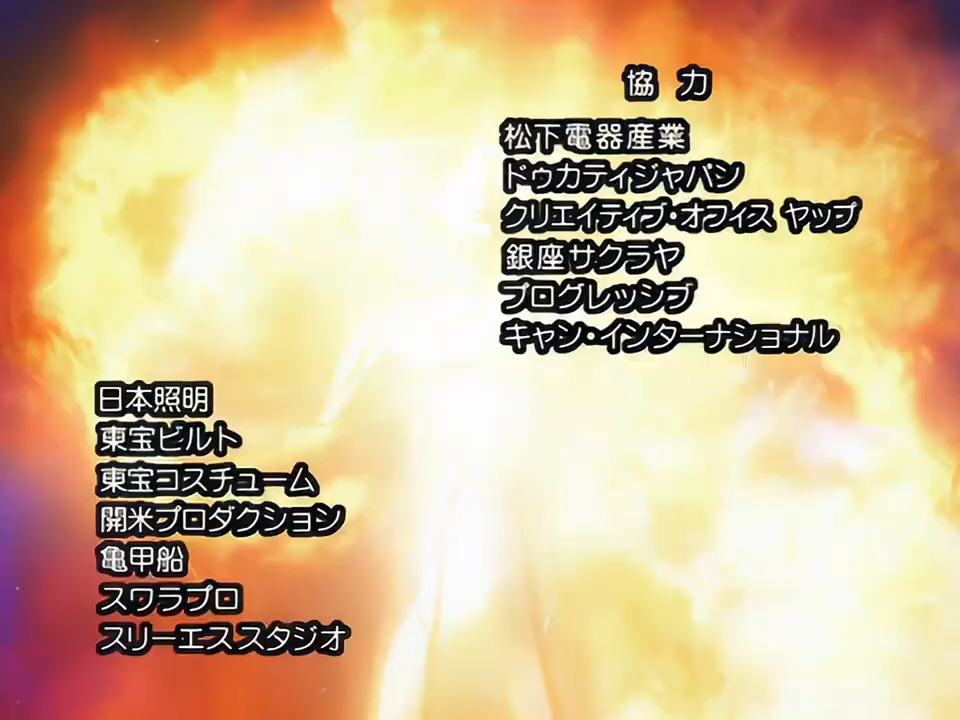 協 力
松下電器産業
ドゥカティジャパン
クリエイティブ・オフィス ヤップ
銀座サクラヤ
プログレッシブ
キャン・インターナショナル
日本照明
東宝ビルト
東宝コスチューム
開米プロダクション
亀甲船
スワラプロ
スリーエススタジオ